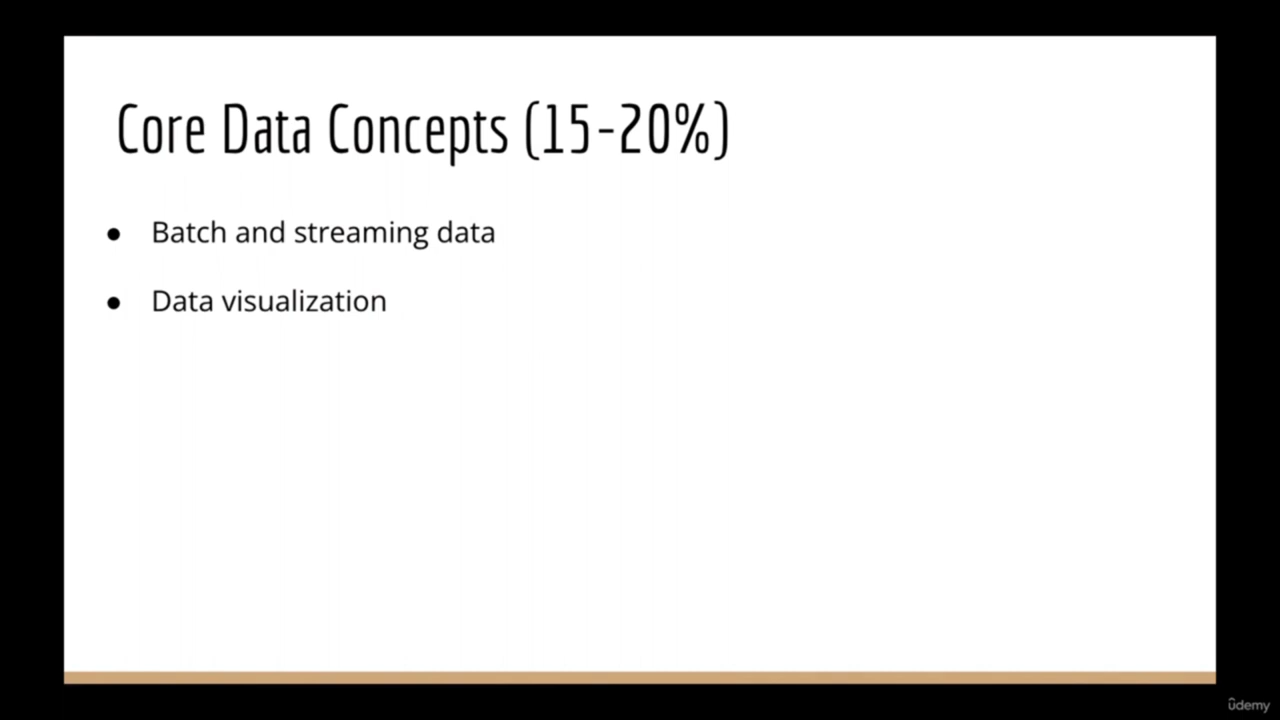 Core Data Concepts (15-20%)
● Batch and streaming data
● Data visualization
ûdemy